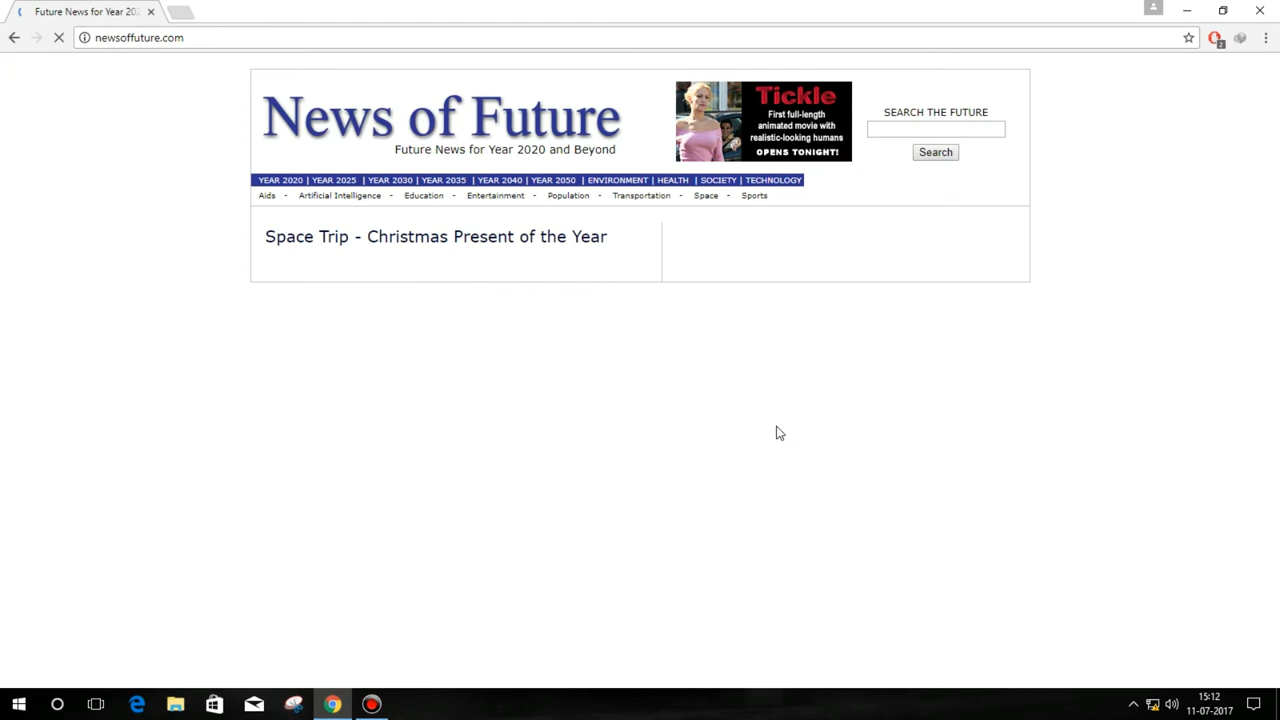 Future News for Year 202
newsoffuture.com
2
News of Future
Future News for Year 2020 and Beyond
Tickle
First full-length
animated movie with
realistic-looking humans
OPENS TONIGHT!
SEARCH THE FUTURE
Search
YEAR 2020 | YEAR 2025 | YEAR 2030 | YEAR 2035 | YEAR 2040 | YEAR 2050 | ENVIRONMENT | HEALTH | SOCIETY | TECHNOLOGY
Aids - Artificial Intelligence - Education - Entertainment - Population - Transportation - Space - Sports
Space Trip - Christmas Present of the Year
15:12
11-07-2017